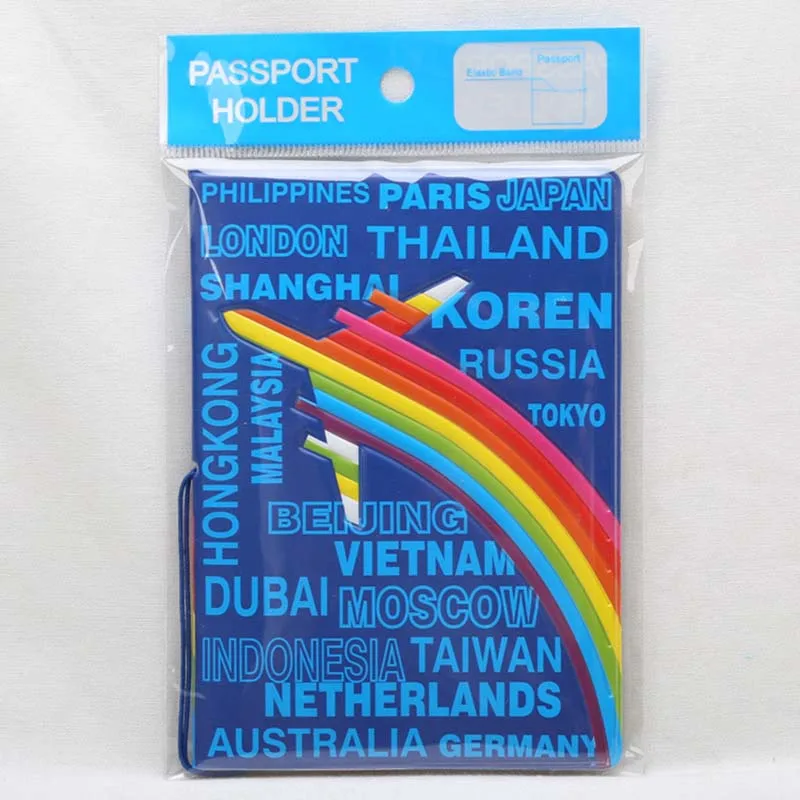 PASSPORT
HOLDER
Passport
Elastic Band
PHILIPPINES PARIS JAPAN
LONDON THAILAND
SHANGHAI
KOREN
RUSSIA
TOKYO
HONGKONG
MALAYSIA
BEIJING
VIETNAM
DUBAI MOSCOW
INDONESIA TAIWAN
NETHERLANDS
AUSTRALIA GERMANY